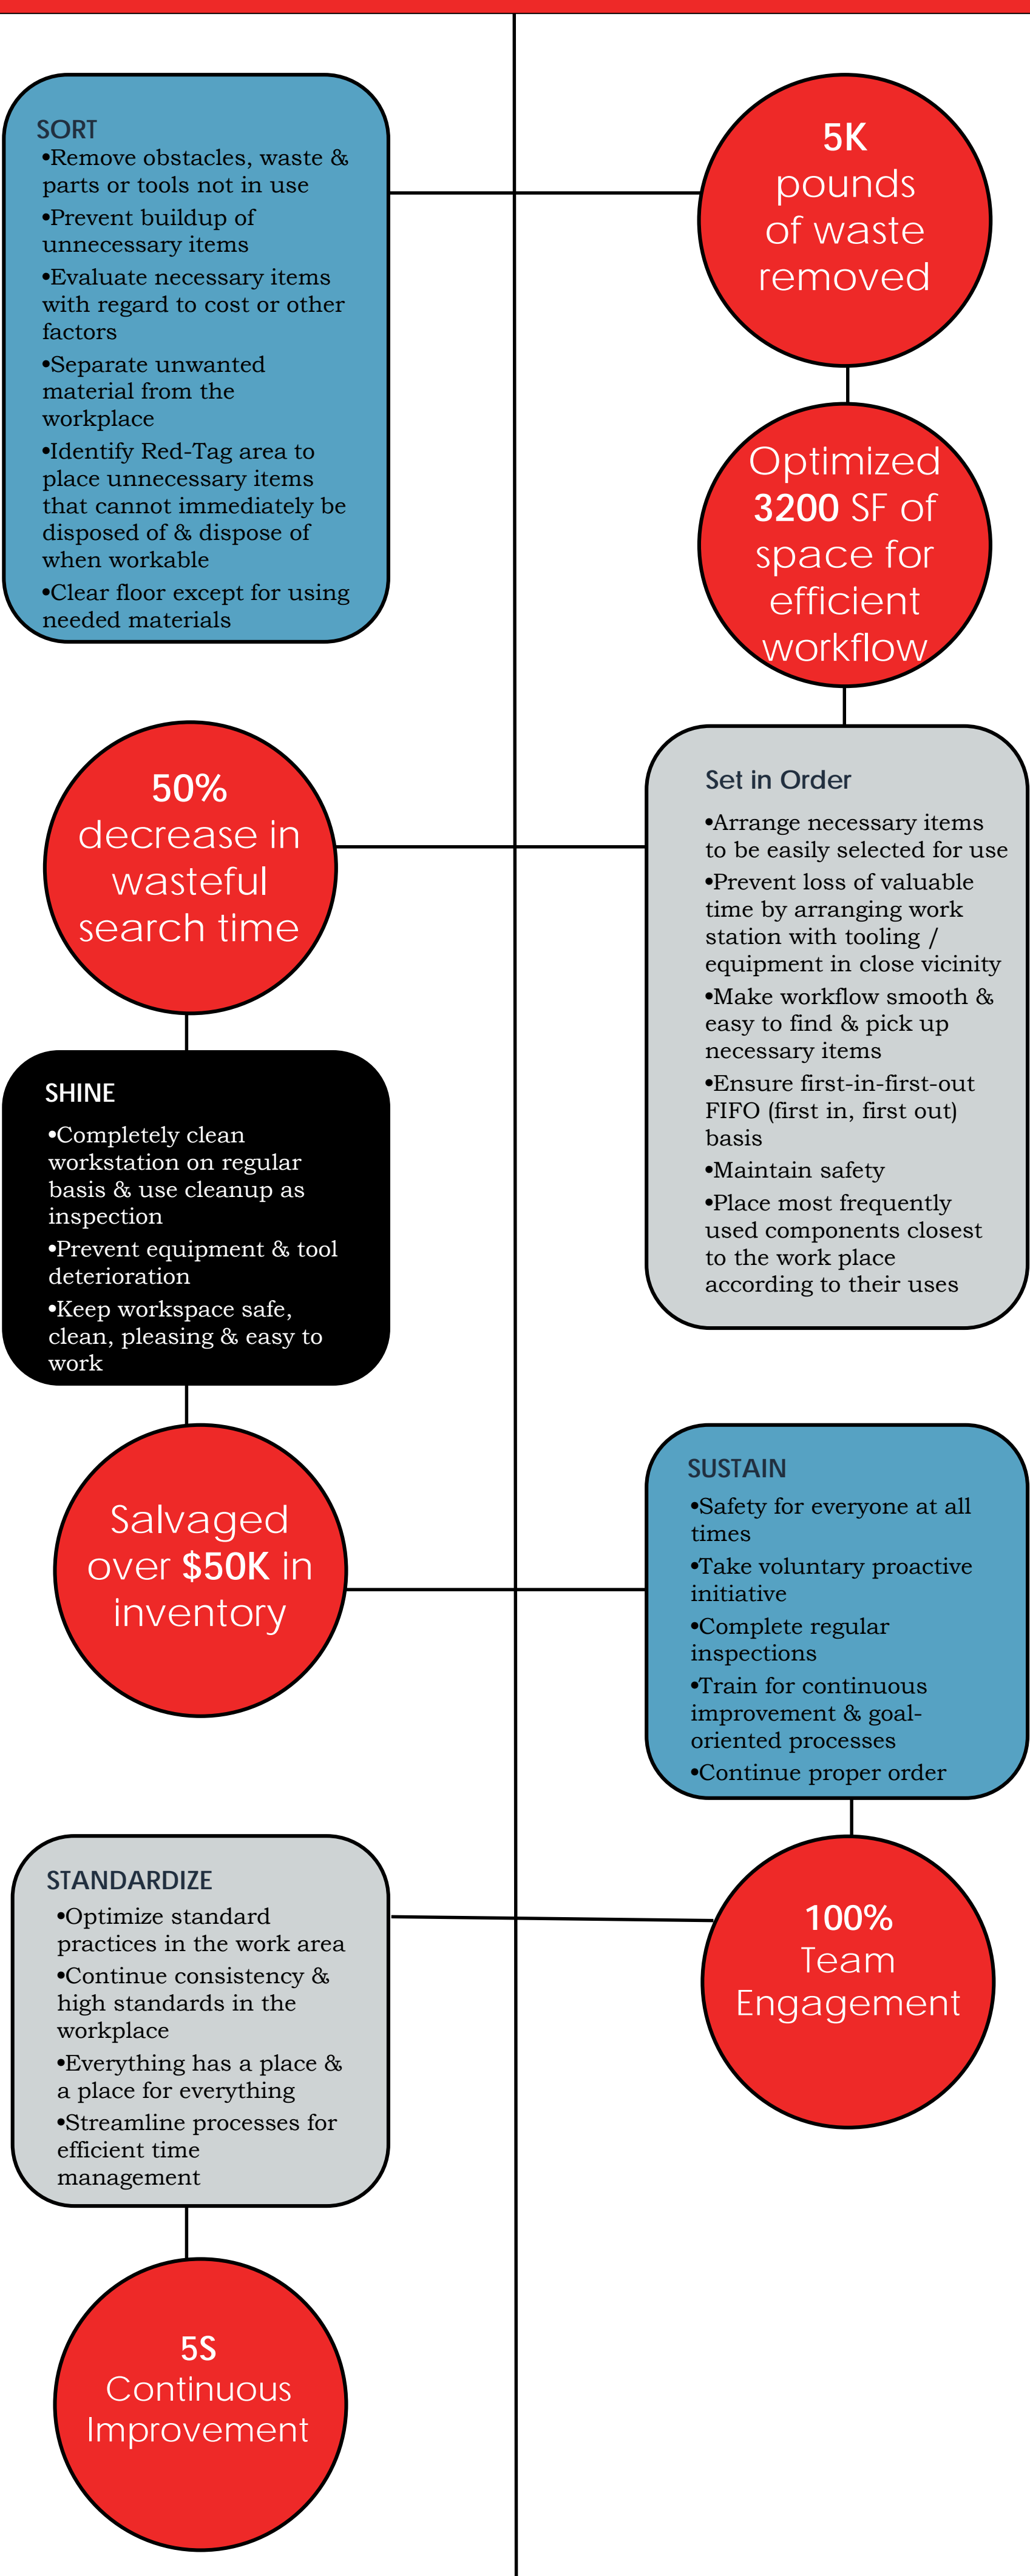 SORT
•Remove obstacles, waste &
parts or tools not in use
•Prevent buildup of
unnecessary items
•Evaluate necessary items
with regard to cost or other
factors
•Separate unwanted
material from the
workplace
•Identify Red-Tag area to
place unnecessary items
that cannot immediately be
disposed of & dispose of
when workable
•Clear floor except for using
needed materials
5K
pounds
of waste
removed
Optimized
3200 SF of
space for
efficient
workflow
Set in Order
•Arrange necessary items
to be easily selected for use
•Prevent loss of valuable
time by arranging work
station with tooling /
equipment in close vicinity
•Make workflow smooth &
easy to find & pick up
necessary items
•Ensure first-in-first-out
FIFO (first in, first out)
basis
•Maintain safety
•Place most frequently
used components closest
to the work place
according to their uses
50%
decrease in
wasteful
search time
SHINE
•Completely clean
workstation on regular
basis & use cleanup as
inspection
•Prevent equipment & tool
deterioration
•Keep workspace safe,
clean, pleasing & easy to
work
Salvaged
over $50K in
inventory
SUSTAIN
•Safety for everyone at all
times
•Take voluntary proactive
initiative
•Complete regular
inspections
•Train for continuous
improvement & goal-
oriented processes
•Continue proper order
100%
Team
Engagement
STANDARDIZE
•Optimize standard
practices in the work area
•Continue consistency &
high standards in the
workplace
•Everything has a place &
a place for everything
•Streamline processes for
efficient time
management
5S
Continuous
Improvement